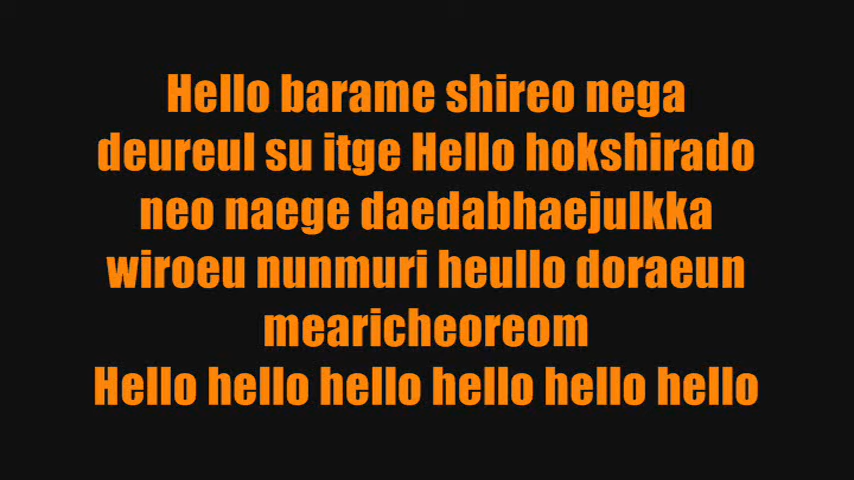 Hello barame shireo nega
deureul su itge Hello hokshirado
neo naege daedabhaejulkka
wiroeu nunmuri heullo doraeun
mearicheoreom
Hello hello hello hello hello hello